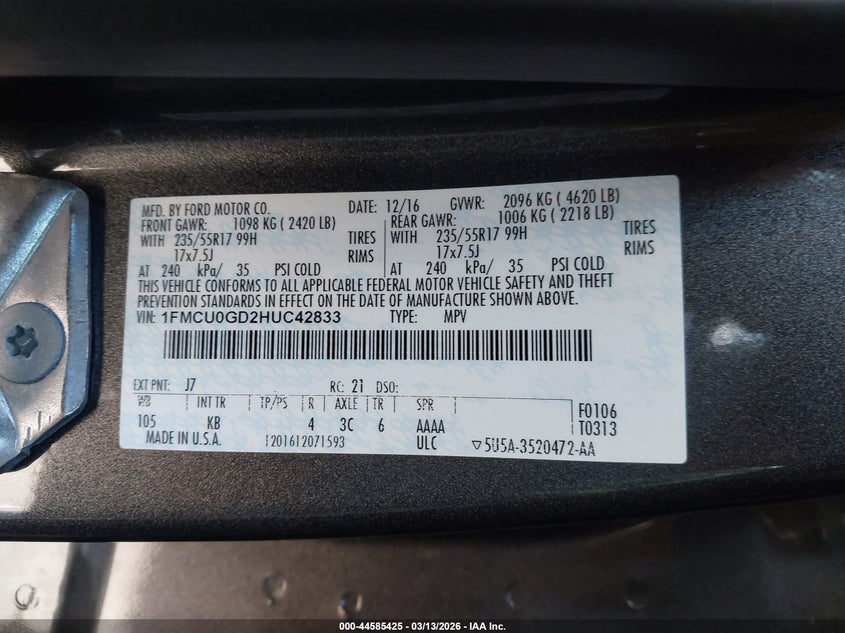 MFD. BY FORD MOTOR CO. DATE: 12/16 GVWR: 2096 KG ( 4620 LB)
FRONT GAWR: 1098 KG ( 2420 LB) REAR GAWR: 1006 KG ( 2218 LB)
WITH 235/55R17 99H TIRES WITH 235/55R17 99H TIRES
17x7.5J RIMS 17x7.5J RIMS
AT 240 kPa/ 35 PSI COLD AT 240 kPa/ 35 PSI COLD
THIS VEHICLE CONFORMS TO ALL APPLICABLE FEDERAL MOTOR VEHICLE SAFETY AND THEFT
PREVENTION STANDARDS IN EFFECT ON THE DATE OF MANUFACTURE SHOWN ABOVE.
VIN: 1FMCU0GD2HUC42833 TYPE: MPV
EXT PNT: J7 RC: 21 DSO:
WB INT TR TP/PS R AXLE TR SPR F0106
105 KB 4 3C 6 AAAA T0313
MADE IN U.S.A. 1201612071593 ULC ▽5U5A-3520472-AA
000-44585425 - 03/13/2026 - IAA Inc.